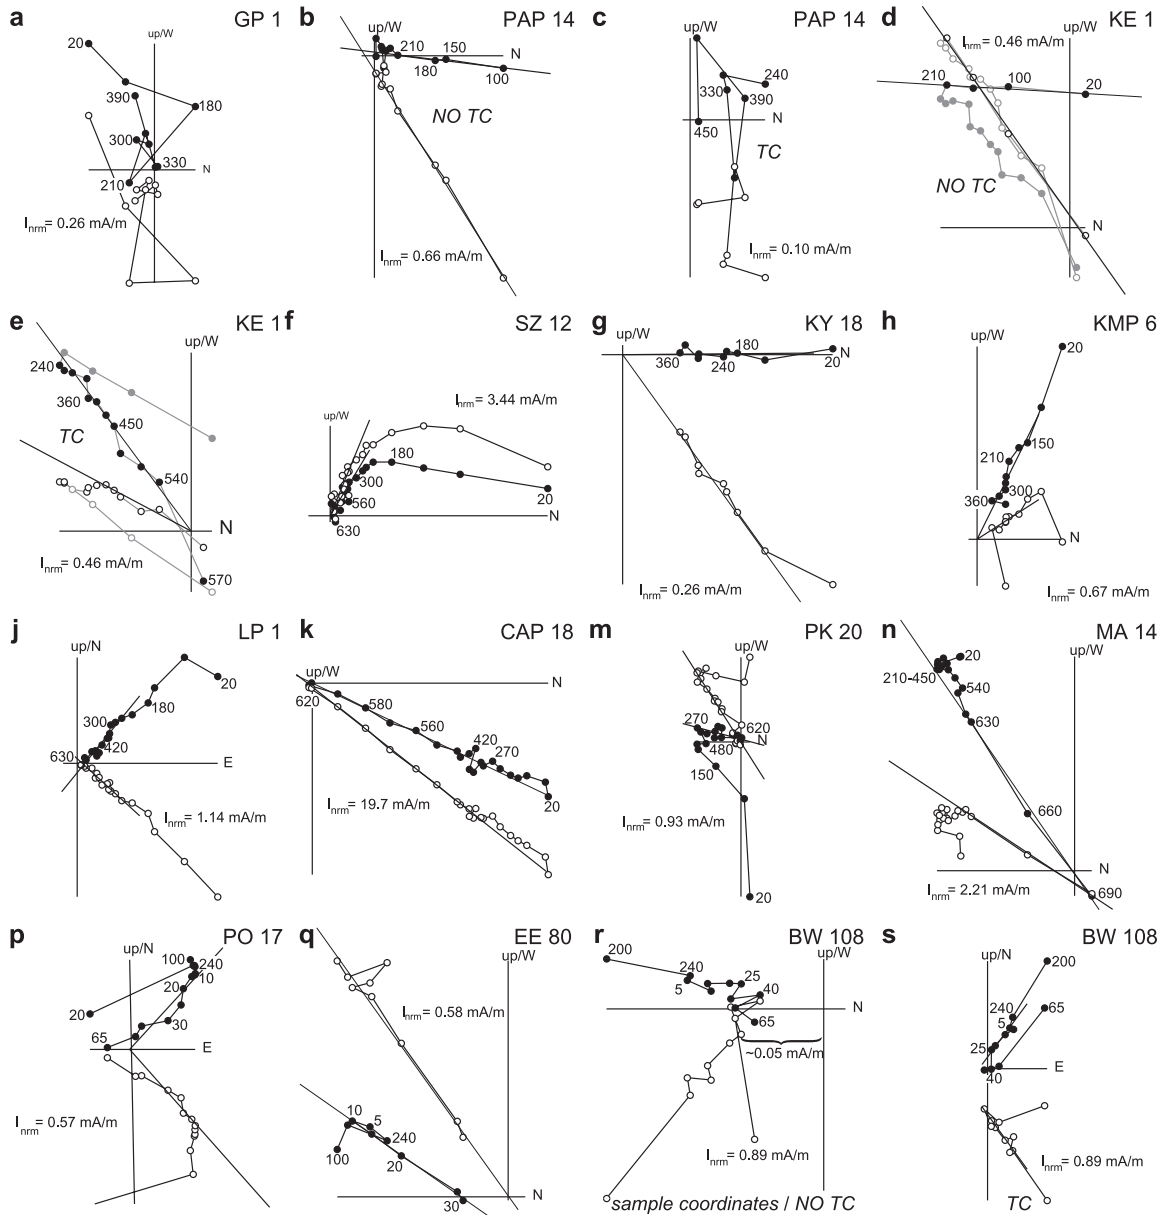 a GP 1
up/W
20
390
180
300
330
N
210
Inrm= 0.26 mA/m
b PAP 14
up/W
N
210
150
180
100
NO TC
Inrm= 0.66 mA/m
c PAP 14
up/W
240
330
390
N
450
TC
Inrm= 0.10 mA/m
d KE 1
up/W
Inrm= 0.46 mA/m
210
100
20
NO TC
N
e KE 1
up/W
240
360
TC
450
540
N
Inrm= 0.46 mA/m
570
f SZ 12
Inrm= 3.44 mA/m
up/W
180
300
20
560
N
630
g KY 18
up/W
180
N
360
240
20
Inrm= 0.26 mA/m
h KMP 6
up/W
20
150
210
300
360
N
Inrm= 0.67 mA/m
j LP 1
up/N
20
180
300
420
630
E
Inrm= 1.14 mA/m
k CAP 18
up/W
N
620
580
560
420
270
20
Inrm= 19.7 mA/m
m PK 20
up/W
270
620
N
480
150
Inrm= 0.93 mA/m
20
n MA 14
up/W
20
210-450
540
630
660
N
Inrm= 2.21 mA/m
690
p PO 17
up/N
100
240
10
20
20
30
65
E
Inrm= 0.57 mA/m
q EE 80
up/W
Inrm= 0.58 mA/m
10
5
240
100
20
N
30
r BW 108
up/W
200
240
25
5
40
N
65
~0.05 mA/m
Inrm= 0.89 mA/m
sample coordinates / NO TC
s BW 108
up/N
200
240
65
5
25
E
40
Inrm= 0.89 mA/m
TC